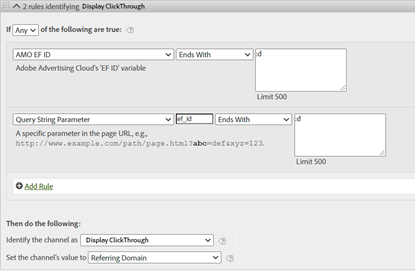 2 rules identifying Display ClickThrough
If Any of the following are true:
AMO EF ID Ends With :d
Adobe Advertising Cloud's 'EF ID' variable
Limit 500
Query String Parameter ef_id Ends With :d
A specific parameter in the page URL, e.g.,
http://www.example.com/path/page.html?abc=def&xyz=123.
Limit 500
Add Rule
Then do the following:
Identify the channel as Display ClickThrough
Set the channel's value to Referring Domain